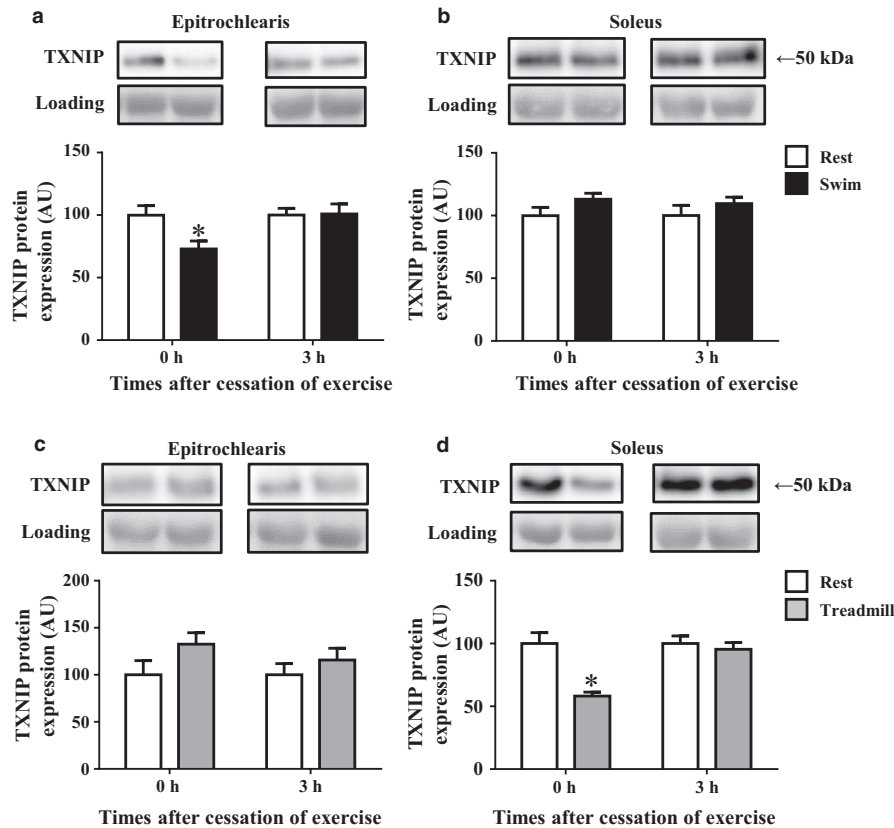 a
Epitrochlearis
TXNIP
Loading
TXNIP protein
expression (AU)
150
100
50
0
*
0 h
3 h
Times after cessation of exercise
b
Soleus
TXNIP
←50 kDa
Loading
TXNIP protein
expression (AU)
150
100
50
0
0 h
3 h
Times after cessation of exercise
Rest
Swim
c
Epitrochlearis
TXNIP
Loading
TXNIP protein
expression (AU)
200
150
100
50
0
0 h
3 h
Times after cessation of exercise
d
Soleus
TXNIP
←50 kDa
Loading
TXNIP protein
expression (AU)
150
100
50
0
*
0 h
3 h
Times after cessation of exercise
Rest
Treadmill